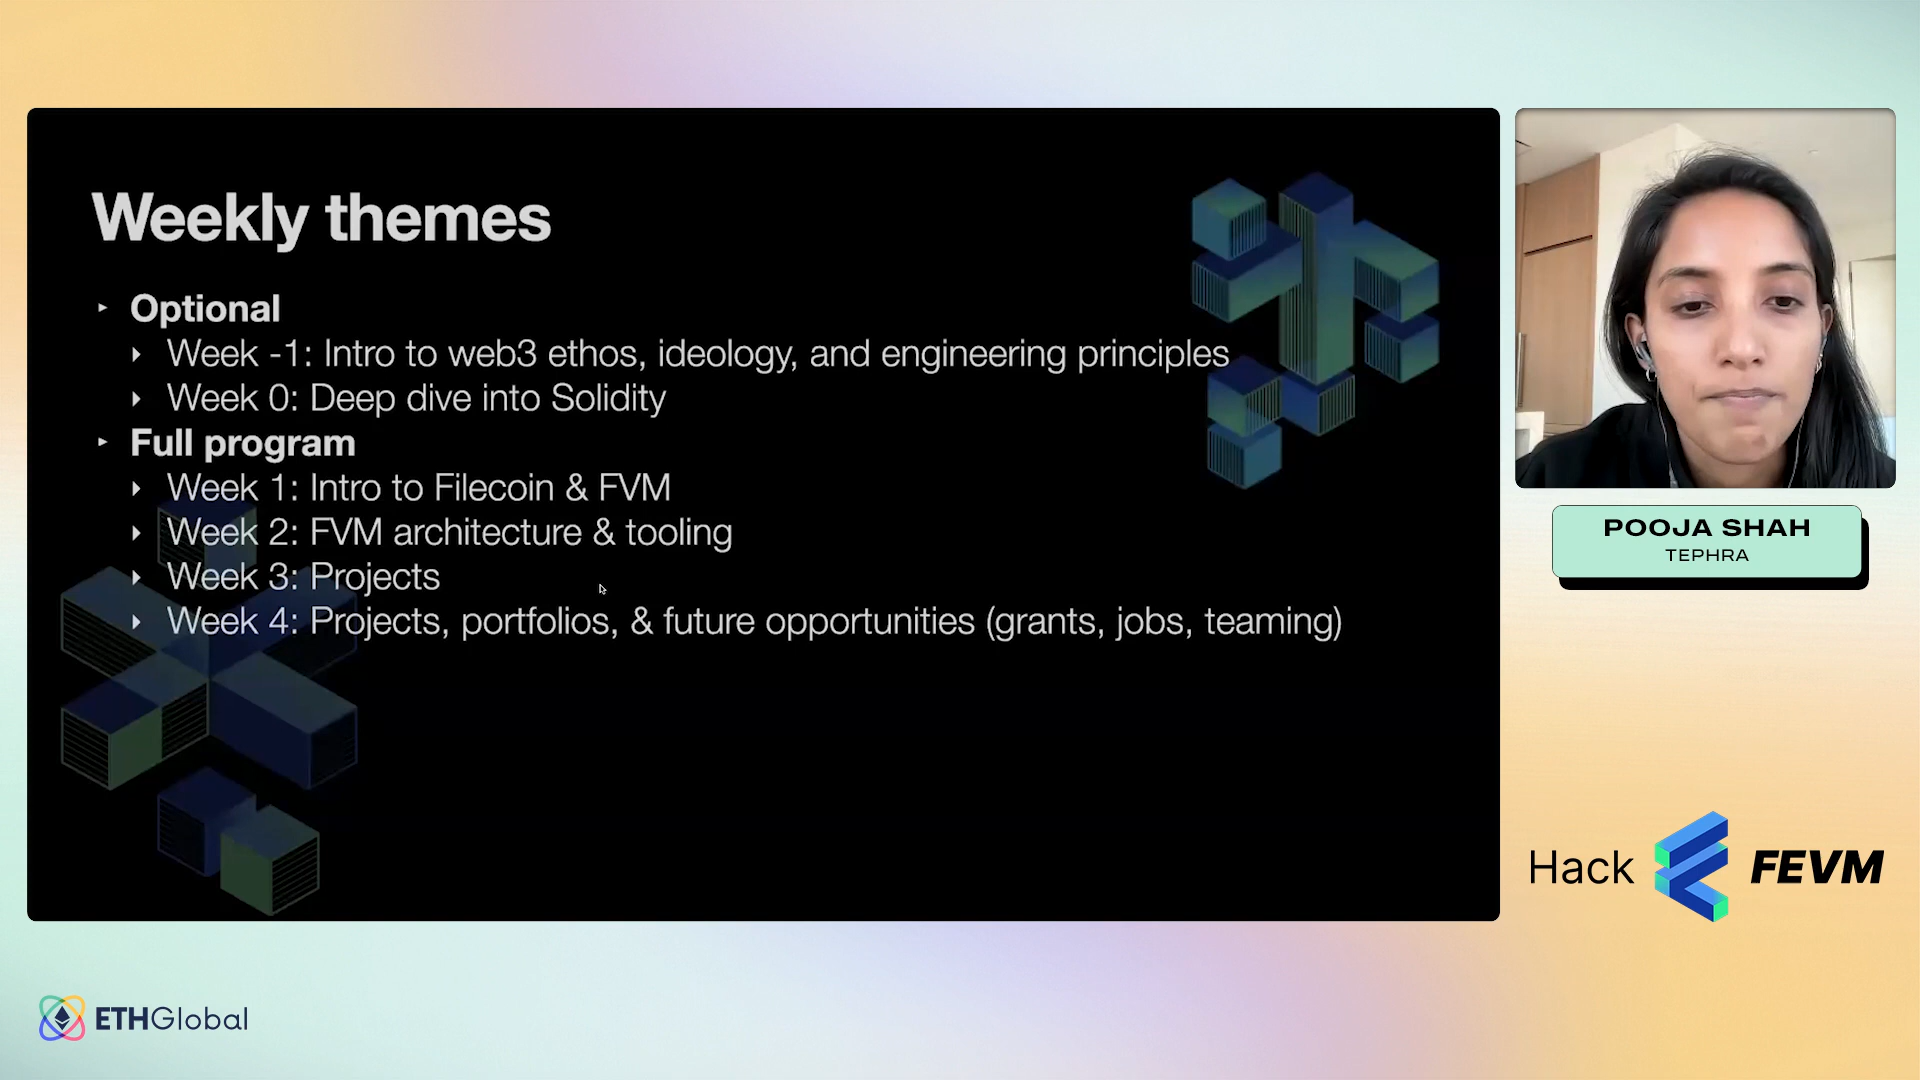 Weekly themes
Optional
Week -1: Intro to web3 ethos, ideology, and engineering principles
Week 0: Deep dive into Solidity
Full program
Week 1: Intro to Filecoin & FVM
Week 2: FVM architecture & tooling
Week 3: Projects
Week 4: Projects, portfolios, & future opportunities (grants, jobs, teaming)
POOJA SHAH
TEPHRA
Hack FEVM
ETHGlobal